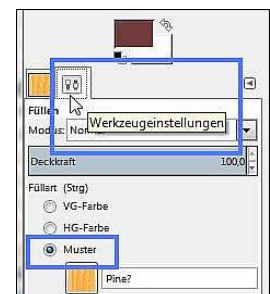 Werkzeugeinstellungen
Füllen
Modus: Nor
Deckkraft 100,0
Füllart (Strg)
VG-Farbe
HG-Farbe
Muster
Pine?